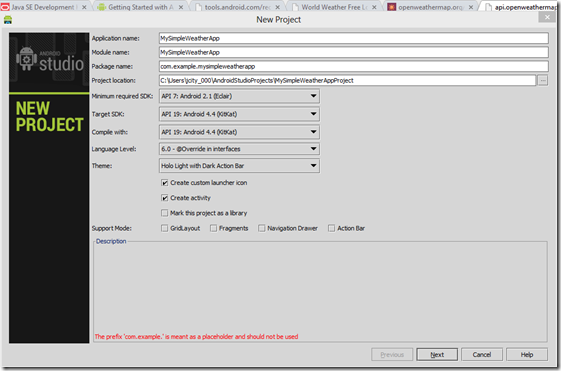 Java SE Development
Getting Started with A
tools.android.com/re
World Weather Free L
openweathermap.org
api.openweathermap
New Project
ANDROID
studio
NEW
PROJECT
Application name: MySimpleWeatherApp
Module name: MySimpleWeatherApp
Package name: com.example.mysimpleweatherapp
Project location: C:\Users\jcity_000\AndroidStudioProjects\MySimpleWeatherAppProject ...
Minimum required SDK: API 7: Android 2.1 (Eclair)
Target SDK: API 19: Android 4.4 (KitKat)
Compile with: API 19: Android 4.4 (KitKat)
Language Level: 6.0 - @Override in interfaces
Theme: Holo Light with Dark Action Bar
Create custom launcher icon
Create activity
Mark this project as a library
Support Mode: GridLayout Fragments Navigation Drawer Action Bar
Description
The prefix 'com.example.' is meant as a placeholder and should not be used
Previous Next Cancel Help